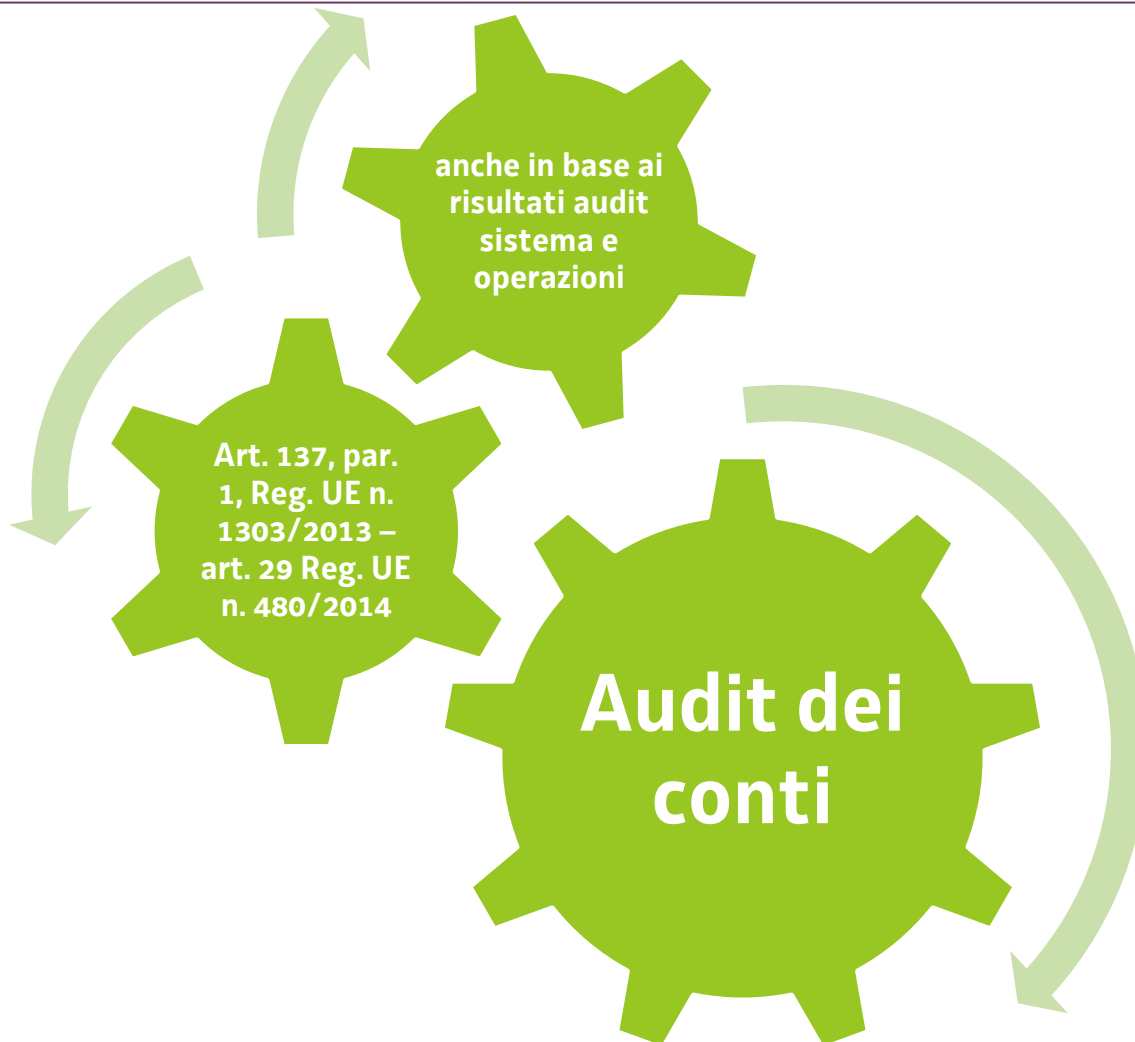 anche in base ai
risultati audit
sistema e
operazioni
Art. 137, par.
1, Reg. UE n.
1303/2013 –
art. 29 Reg. UE
n. 480/2014
Audit dei
conti